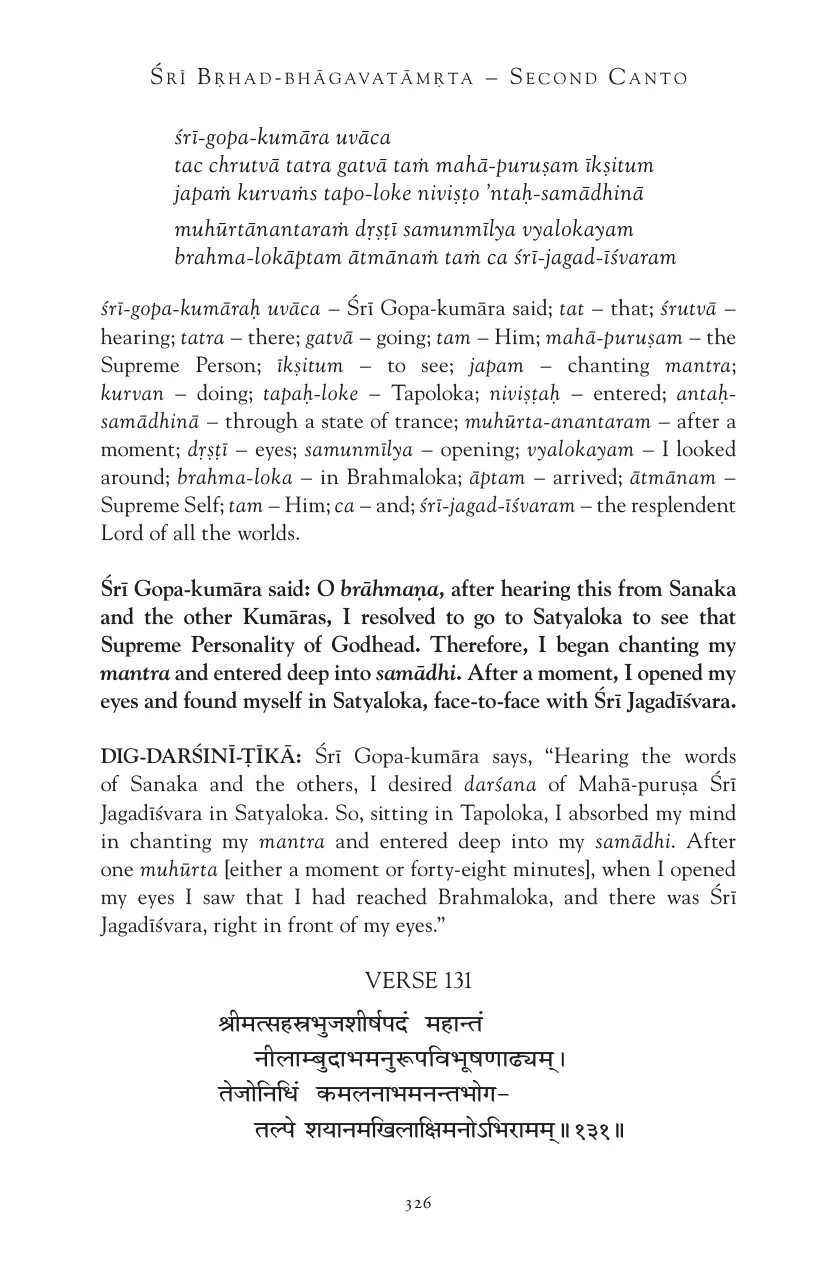 Śrī Bṛhad-bhāgavatāmṛta – Second Canto
śrī-gopa-kumāra uvāca
tac chrutvā tatra gatvā taṁ mahā-puruṣam īkṣitum
japaṁ kurvaṁs tapo-loke niviṣṭo ’ntaḥ-samādhinā
muhūrtānantaraṁ dṛṣṭī samunmīlya vyalokayam
brahma-lokāptam ātmānaṁ taṁ ca śrī-jagad-īśvaram
śrī-gopa-kumāraḥ uvāca – Śrī Gopa-kumāra said; tat – that; śrutvā –
hearing; tatra – there; gatvā – going; tam – Him; mahā-puruṣam – the
Supreme Person; īkṣitum – to see; japam – chanting mantra;
kurvan – doing; tapaḥ-loke – Tapoloka; niviṣṭaḥ – entered; antaḥ-
samādhinā – through a state of trance; muhūrta-anantaram – after a
moment; dṛṣṭī – eyes; samunmīlya – opening; vyalokayam – I looked
around; brahma-loka – in Brahmaloka; āptam – arrived; ātmānam –
Supreme Self; tam – Him; ca – and; śrī-jagad-īśvaram – the resplendent
Lord of all the worlds.
Śrī Gopa-kumāra said: O brāhmaṇa, after hearing this from Sanaka
and the other Kumāras, I resolved to go to Satyaloka to see that
Supreme Personality of Godhead. Therefore, I began chanting my
mantra and entered deep into samādhi. After a moment, I opened my
eyes and found myself in Satyaloka, face-to-face with Śrī Jagadīśvara.
DIG-DARŚINĪ-ṬĪKĀ: Śrī Gopa-kumāra says, “Hearing the words
of Sanaka and the others, I desired darśana of Mahā-puruṣa Śrī
Jagadīśvara in Satyaloka. So, sitting in Tapoloka, I absorbed my mind
in chanting my mantra and entered deep into my samādhi. After
one muhūrta [either a moment or forty-eight minutes], when I opened
my eyes I saw that I had reached Brahmaloka, and there was Śrī
Jagadīśvara, right in front of my eyes.”
VERSE 131
श्रीमत्सहस्रभुजशीर्षपदं महान्तं
नीलाम्बुदाभमनुरूपविभूषणाढ्यम् ।
तेजोनिधिं कमलनाभमनन्तभोग–
तल्पे शयानमखिलाक्षिमनोऽभिरामम् ॥ १३१ ॥
326